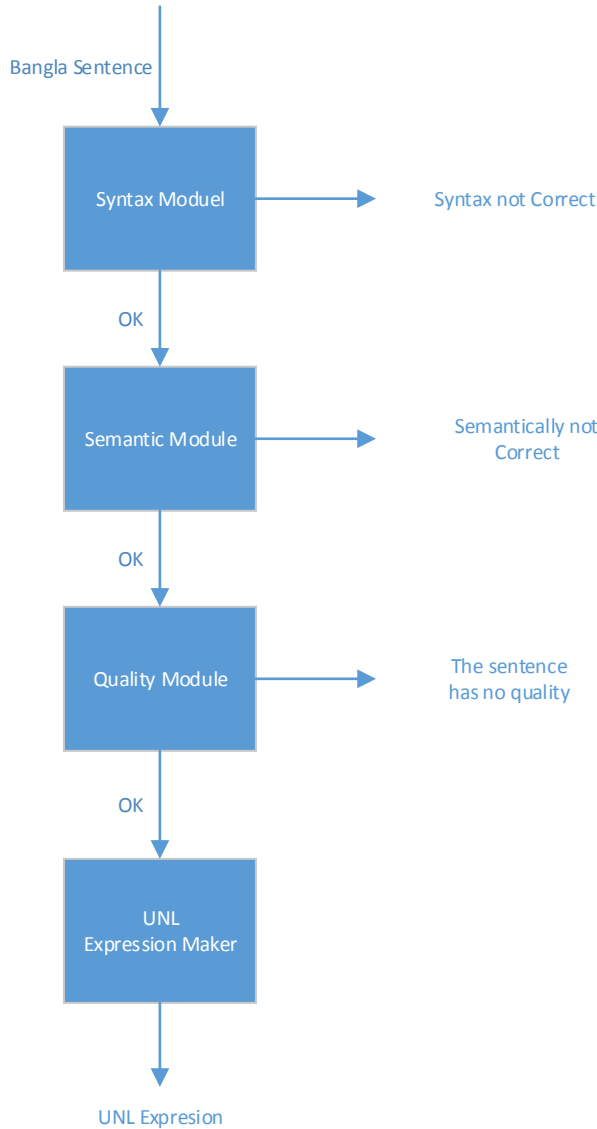 Bangla Sentence
Syntax Moduel
Syntax not Correct
OK
Semantic Module
Semantically not
Correct
OK
Quality Module
The sentence
has no quality
OK
UNL
Expression Maker
UNL Expresion